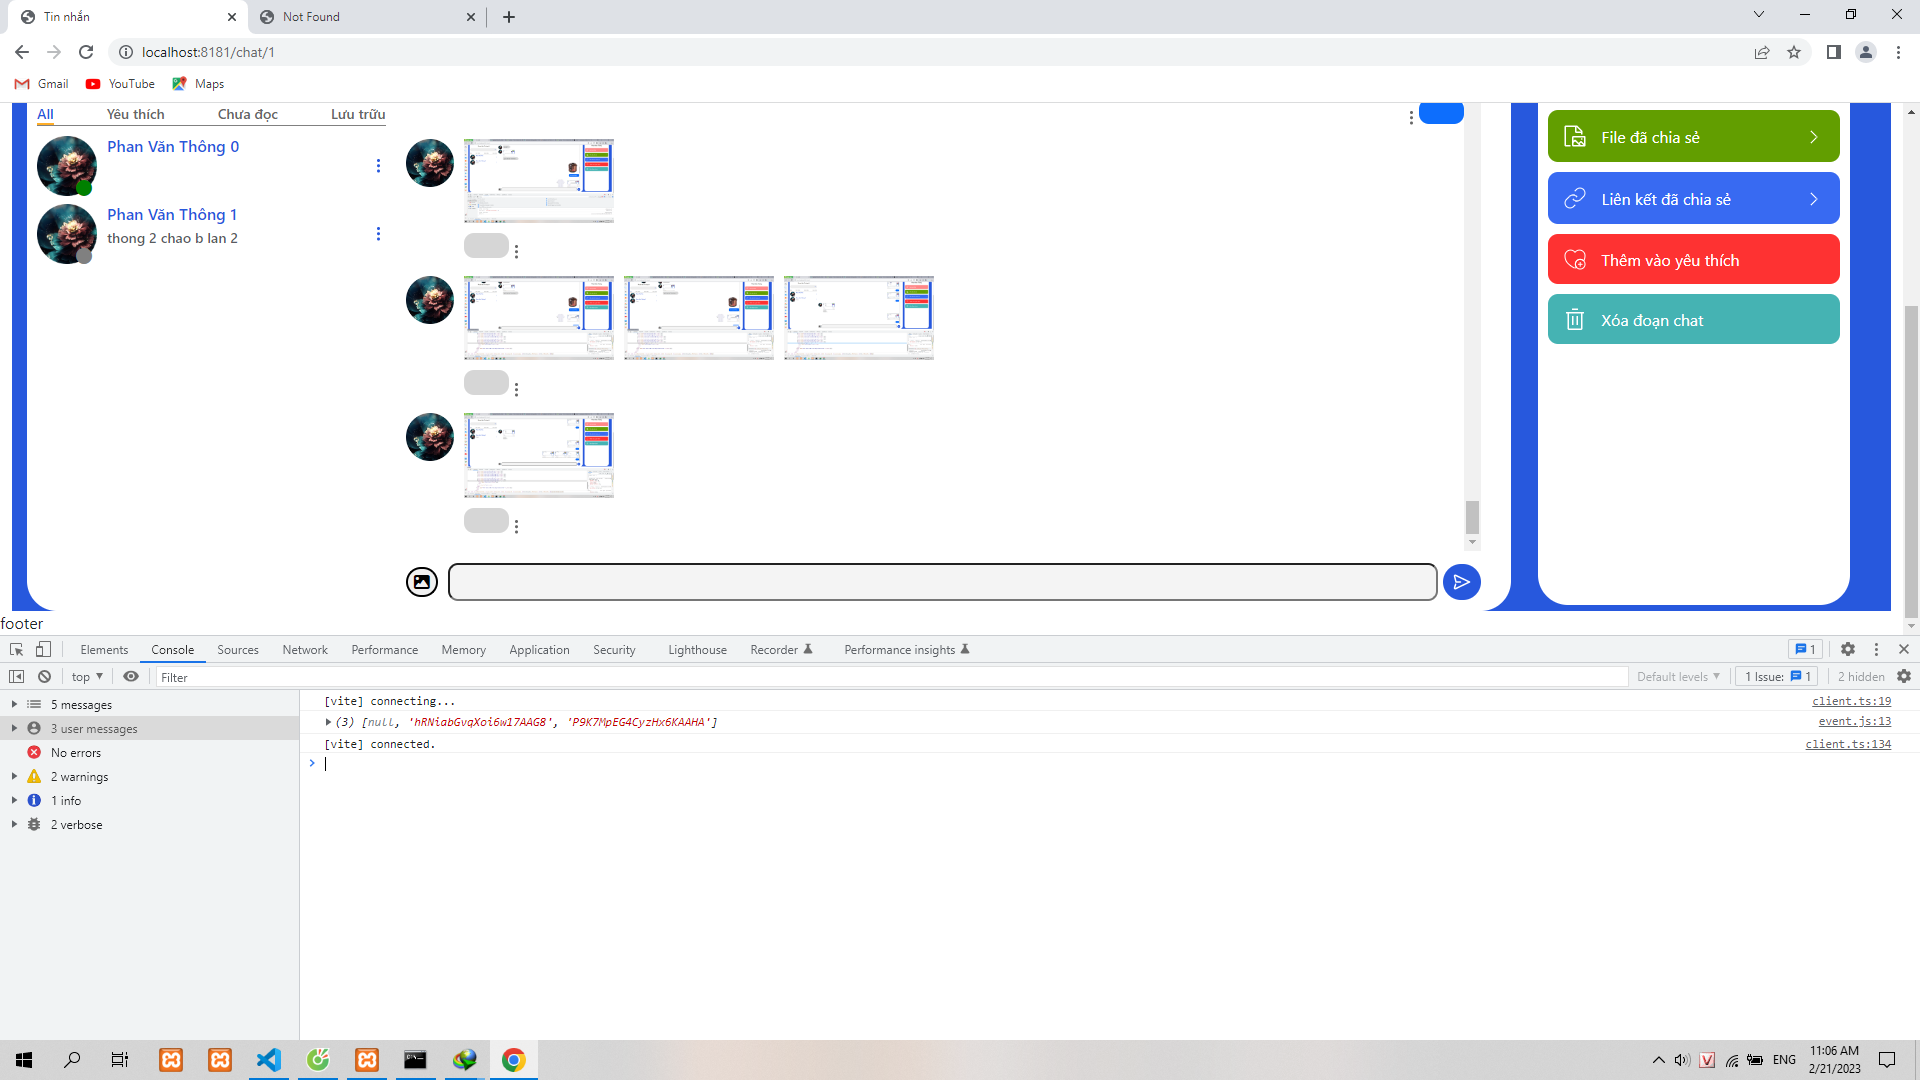 Tin nhắn
Not Found
localhost:8181/chat/1
Gmail
YouTube
Maps
All
Yêu thích
Chưa đọc
Lưu trữu
Phan Văn Thông 0
Phan Văn Thông 1
thong 2 chao b lan 2
File đã chia sẻ
Liên kết đã chia sẻ
Thêm vào yêu thích
Xóa đoạn chat
footer
Elements
Console
Sources
Network
Performance
Memory
Application
Security
Lighthouse
Recorder
Performance insights
1
top
Filter
Default levels
1 Issue: 1
2 hidden
5 messages
3 user messages
No errors
2 warnings
1 info
2 verbose
[vite] connecting...
client.ts:19
(3) [null, 'hRNiabGvqXoi6w17AAG8', 'P9K7MpEG4CyzHx6KAAHA']
event.js:13
[vite] connected.
client.ts:134
ENG
11:06 AM
2/21/2023